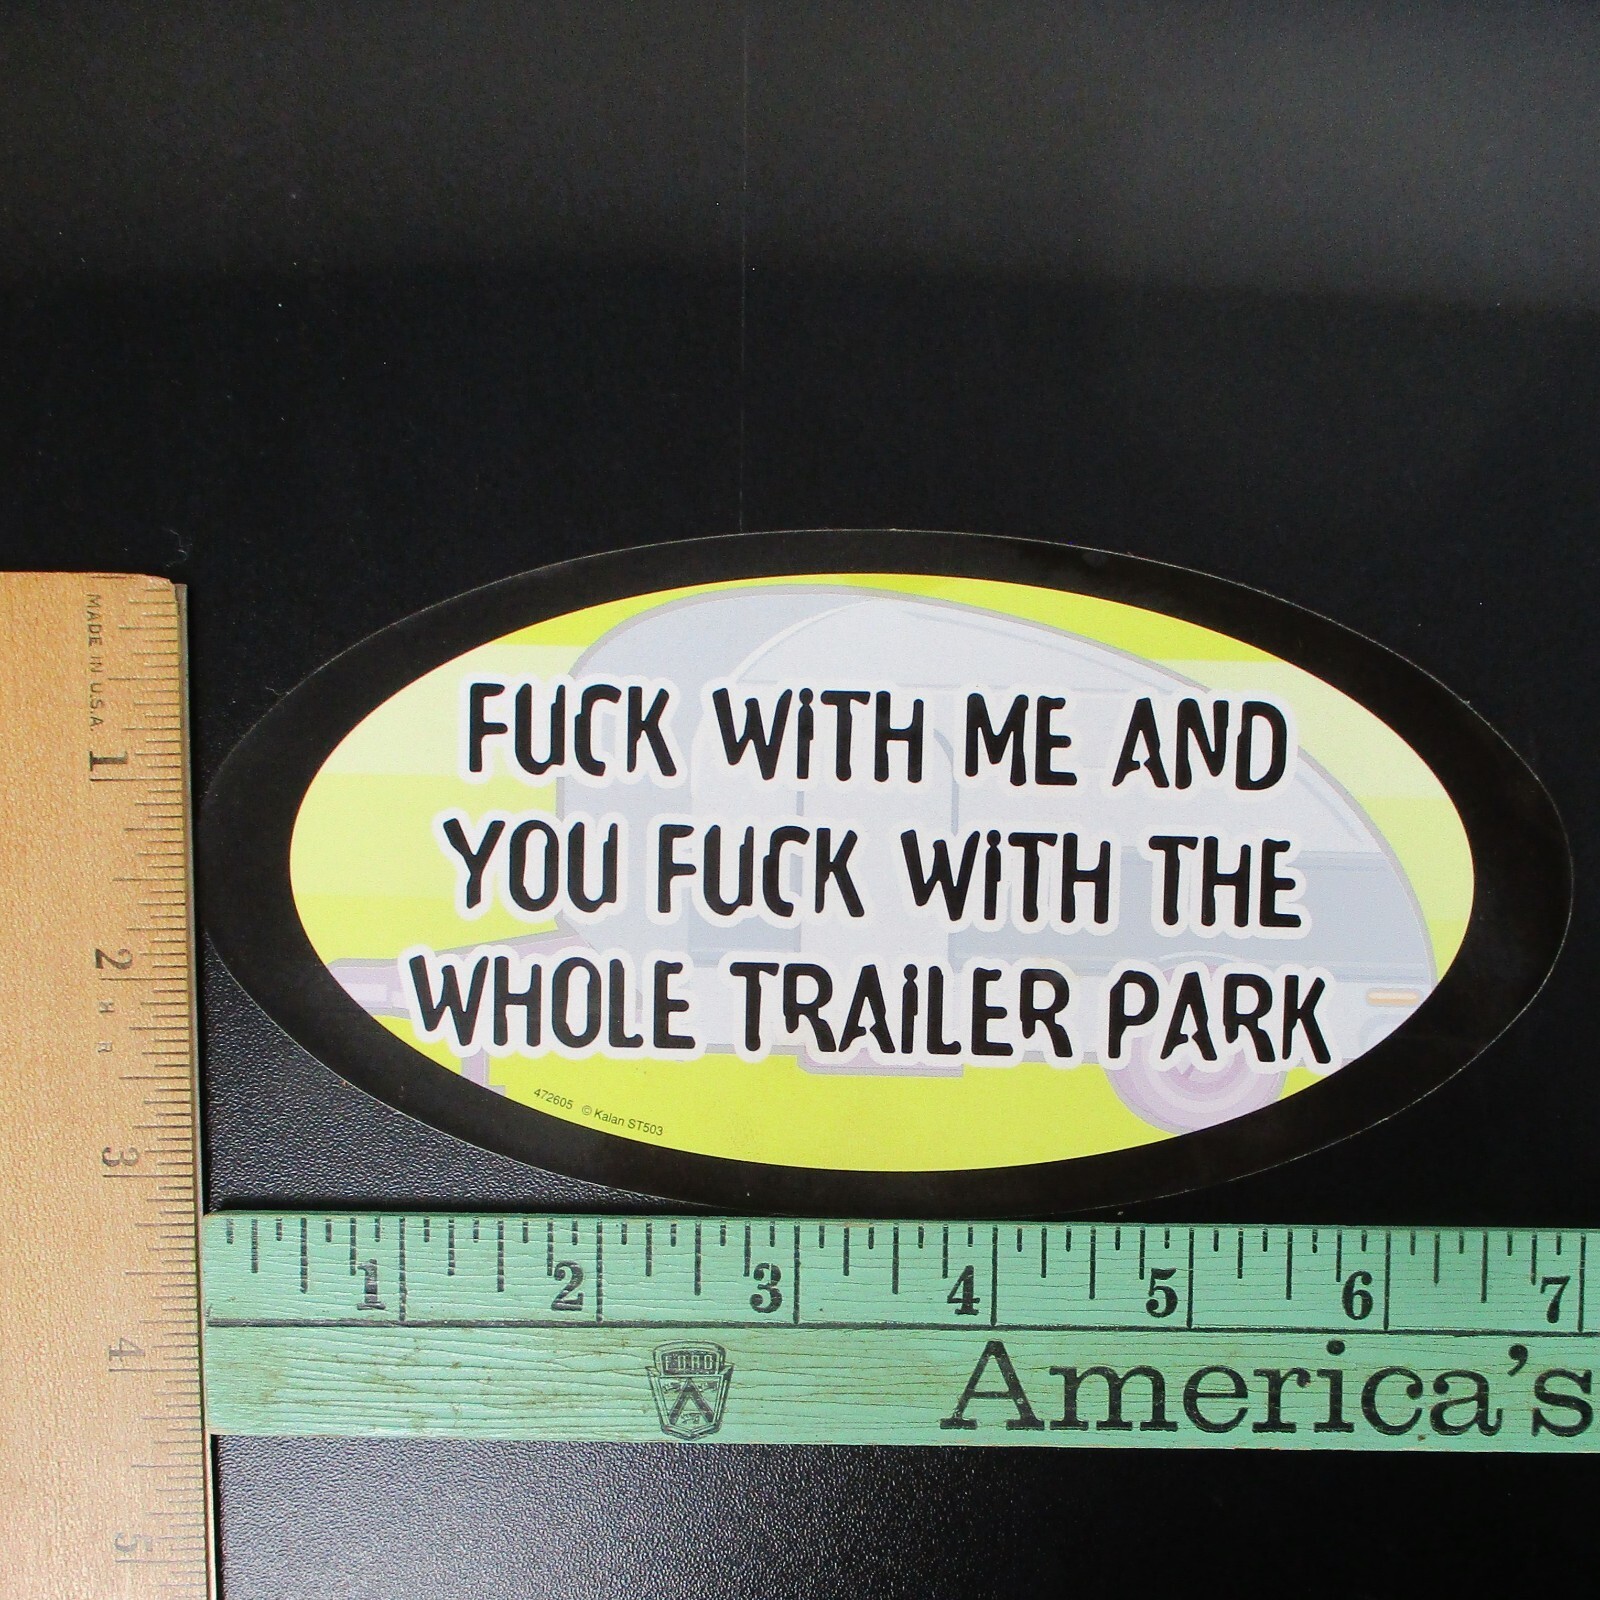 FUCK WiTH ME AND
YOU FUCK WiTH THE
WHOLE TRAiLER PARK
472605 © Kalan ST503
MADE IN U.S.A.
1
2
3
4
5
1 2 3 4 5 6 7
FORD
America's